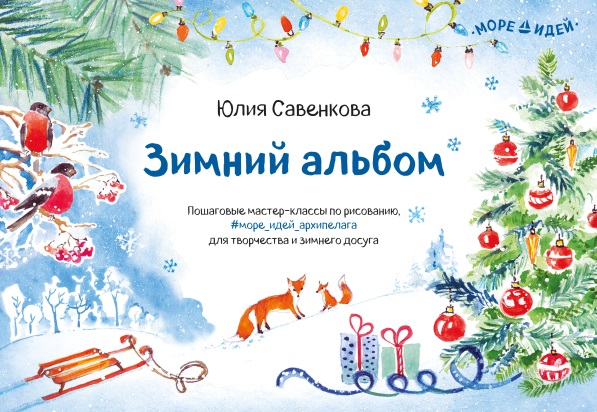 ·МОРЕ ИДЕЙ·
Юлия Савенкова
Зимний альбом
Пошаговые мастер-классы по рисованию,
#море_идей_архипелага
для творчества и зимнего досуга